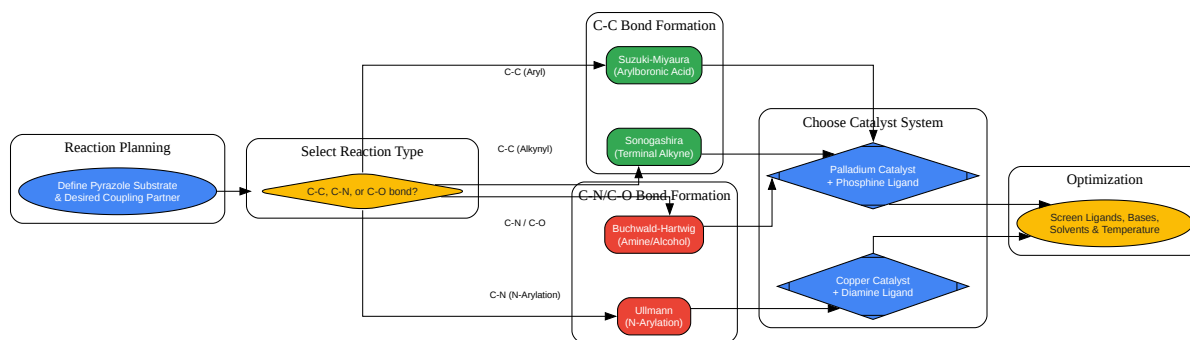 Reaction Planning
Define Pyrazole Substrate
& Desired Coupling Partner
Select Reaction Type
C-C, C-N, or C-O bond?
C-C (Aryl)
C-C (Alkynyl)
C-N / C-O
C-N (N-Arylation)
C-C Bond Formation
Suzuki-Miyaura
(Arylboronic Acid)
Sonogashira
(Terminal Alkyne)
C-N/C-O Bond Formation
Buchwald-Hartwig
(Amine/Alcohol)
Ullmann
(N-Arylation)
Choose Catalyst System
Palladium Catalyst
+ Phosphine Ligand
Copper Catalyst
+ Diamine Ligand
Optimization
Screen Ligands, Bases,
Solvents & Temperature